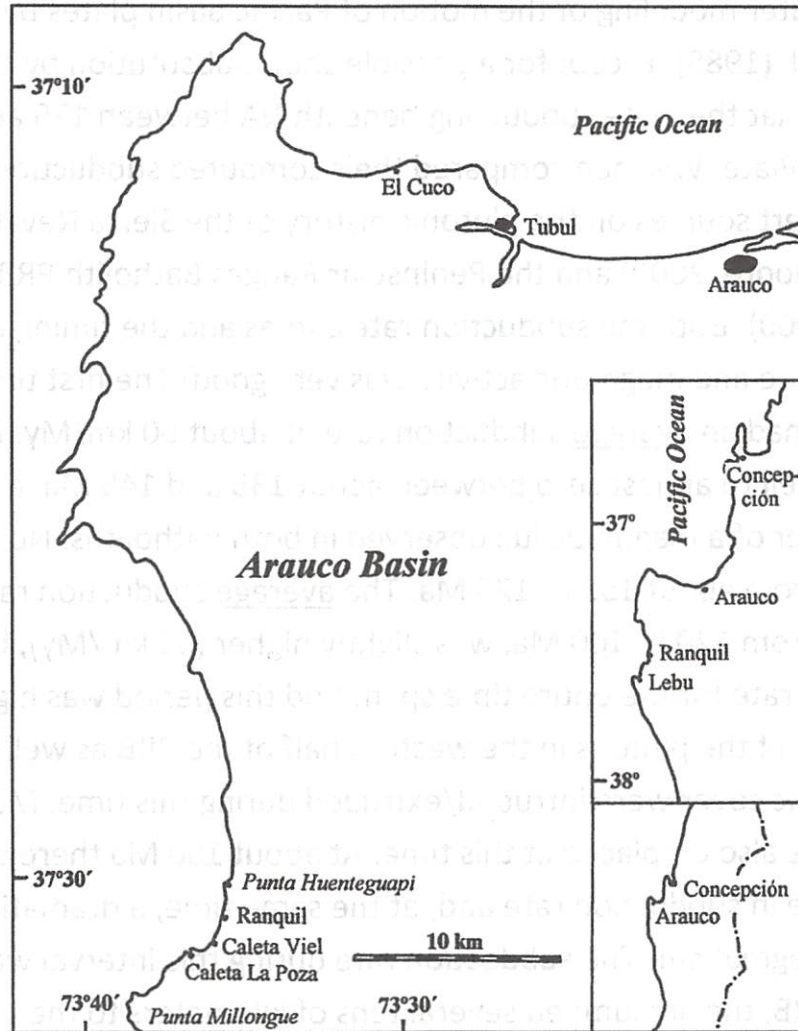 37°10′
Pacific Ocean
El Cuco
Tubul
Arauco
Pacific Ocean
Concep-
ción
37°
Arauco Basin
Arauco
Ranquil
Lebu
38°
37°30′
Punta Huenteguapi
Ranquil
Caleta Viel
10 km
Caleta La Poza
73°40′
Punta Millongue
73°30′
Concepción
Arauco